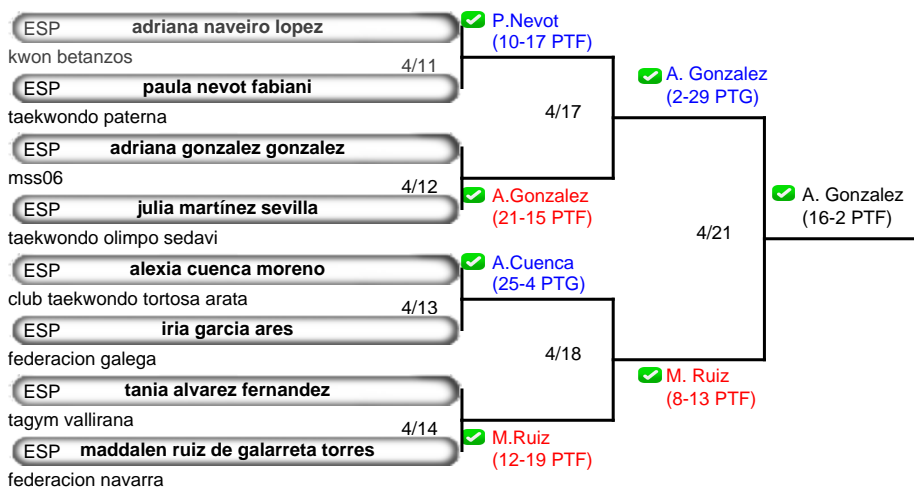 ESP adriana naveiro lopez
kwon betanzos
4/11
ESP paula nevot fabiani
taekwondo paterna
ESP adriana gonzalez gonzalez
mss06
4/12
ESP julia martínez sevilla
taekwondo olimpo sedavi
ESP alexia cuenca moreno
club taekwondo tortosa arata
4/13
ESP iria garcia ares
federacion galega
ESP tania alvarez fernandez
tagym vallirana
4/14
ESP maddalen ruiz de galarreta torres
federacion navarra
P.Nevot
(10-17 PTF)
4/17
A.Gonzalez
(21-15 PTF)
A.Cuenca
(25-4 PTG)
4/18
M.Ruiz
(12-19 PTF)
A. Gonzalez
(2-29 PTG)
4/21
M. Ruiz
(8-13 PTF)
A. Gonzalez
(16-2 PTF)